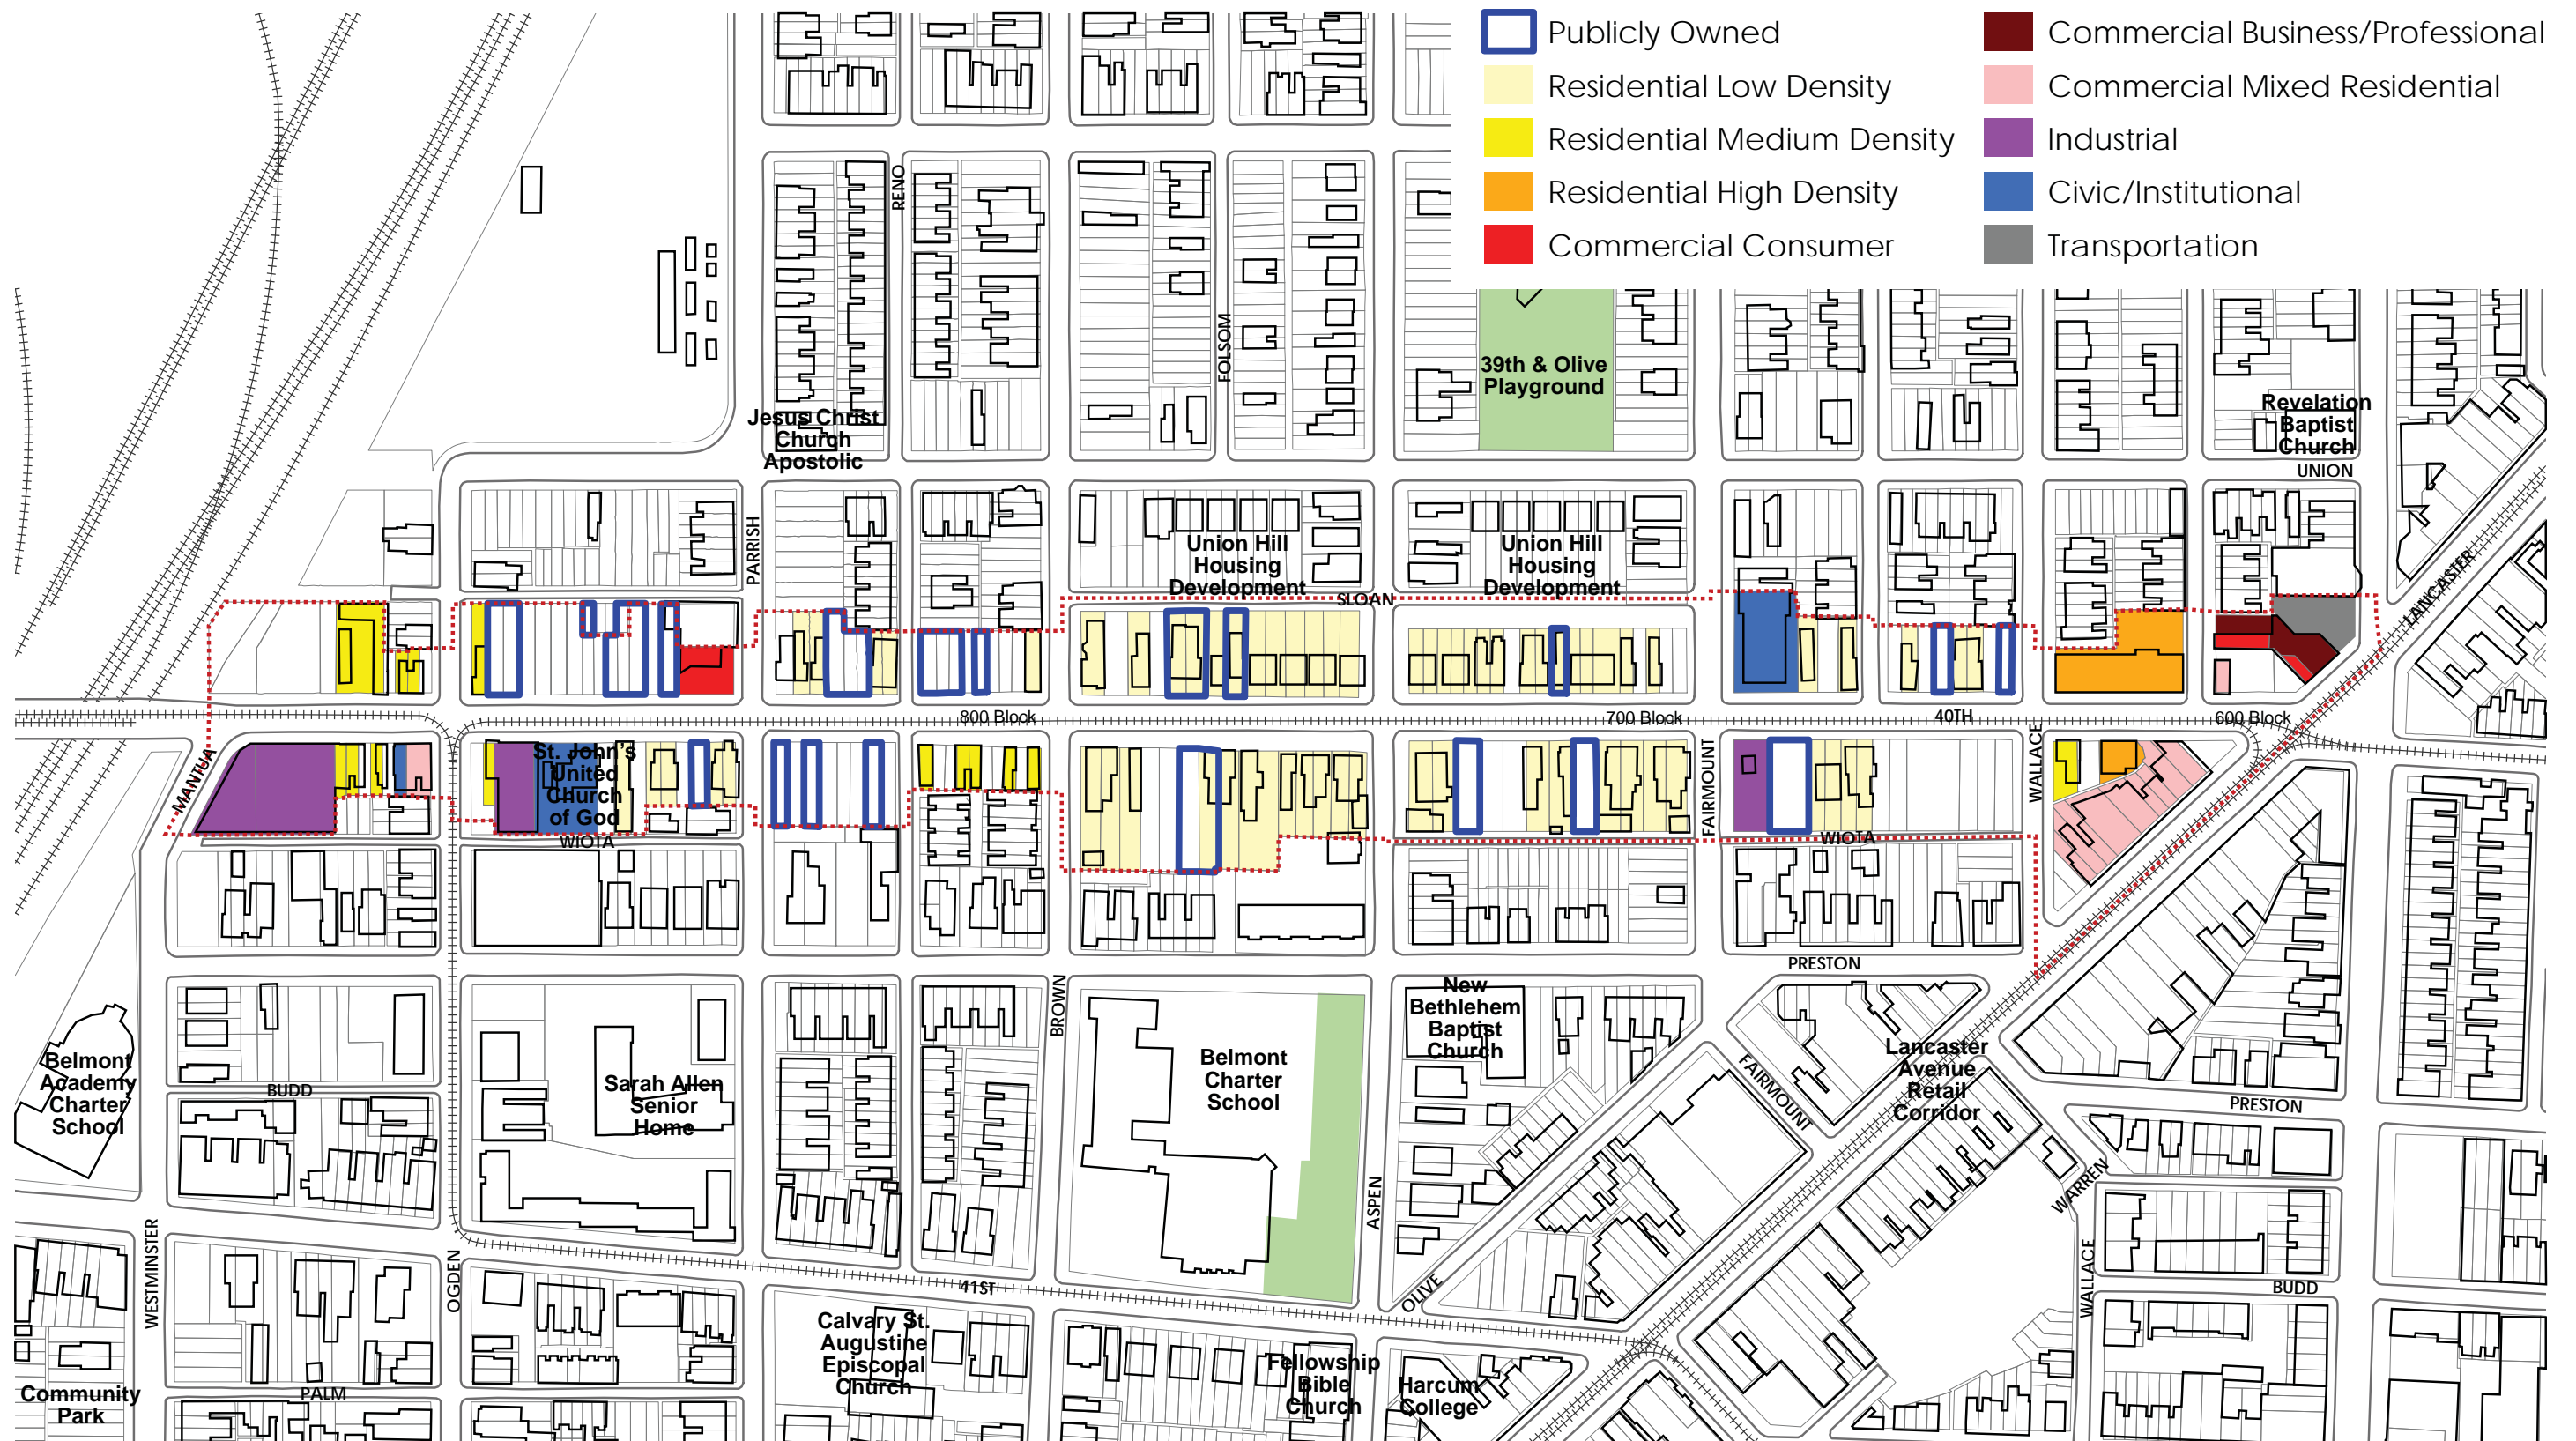 Publicly Owned
Residential Low Density
Residential Medium Density
Residential High Density
Commercial Consumer
Commercial Business/Professional
Commercial Mixed Residential
Industrial
Civic/Institutional
Transportation
RENO
FOLSOM
39th & Olive
Playground
Jesus Christ
Church
Apostolic
Revelation
Baptist
Church
UNION
PARRISH
Union Hill
Housing
Development
Union Hill
Housing
Development
SLOAN
LANCASTER
800 Block
700 Block
40TH
600 Block
MANTUA
St. John's
United
Church
of God
WIOTA
FAIRMOUNT
WIOTA
WALLACE
PRESTON
BROWN
New
Bethlehem
Baptist
Church
Belmont
Academy
Charter
School
BUDD
Sarah Allen
Senior
Home
Belmont
Charter
School
FAIRMOUNT
Lancaster
Avenue
Retail
Corridor
PRESTON
WARREN
ASPEN
WESTMINSTER
OGDEN
41ST
OLIVE
WALLACE
BUDD
Calvary St.
Augustine
Episcopal
Church
Fellowship
Bible
Church
Harcum
College
Community
Park
PALM